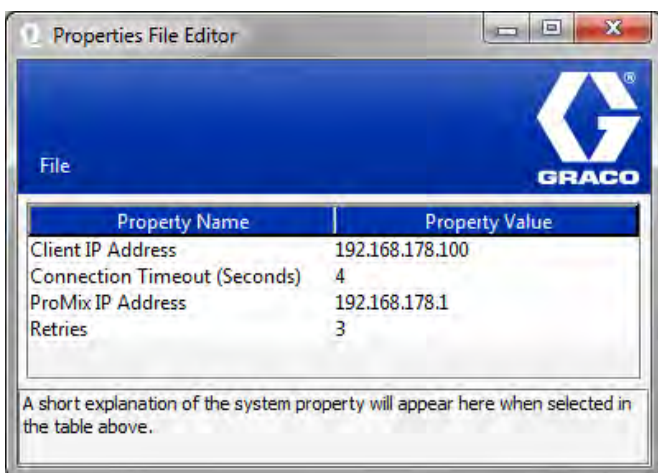 Properties File Editor
®
File
GRACO
Property Name Property Value
Client IP Address 192.168.178.100
Connection Timeout (Seconds) 4
ProMix IP Address 192.168.178.1
Retries 3
A short explanation of the system property will appear here when selected in
the table above.